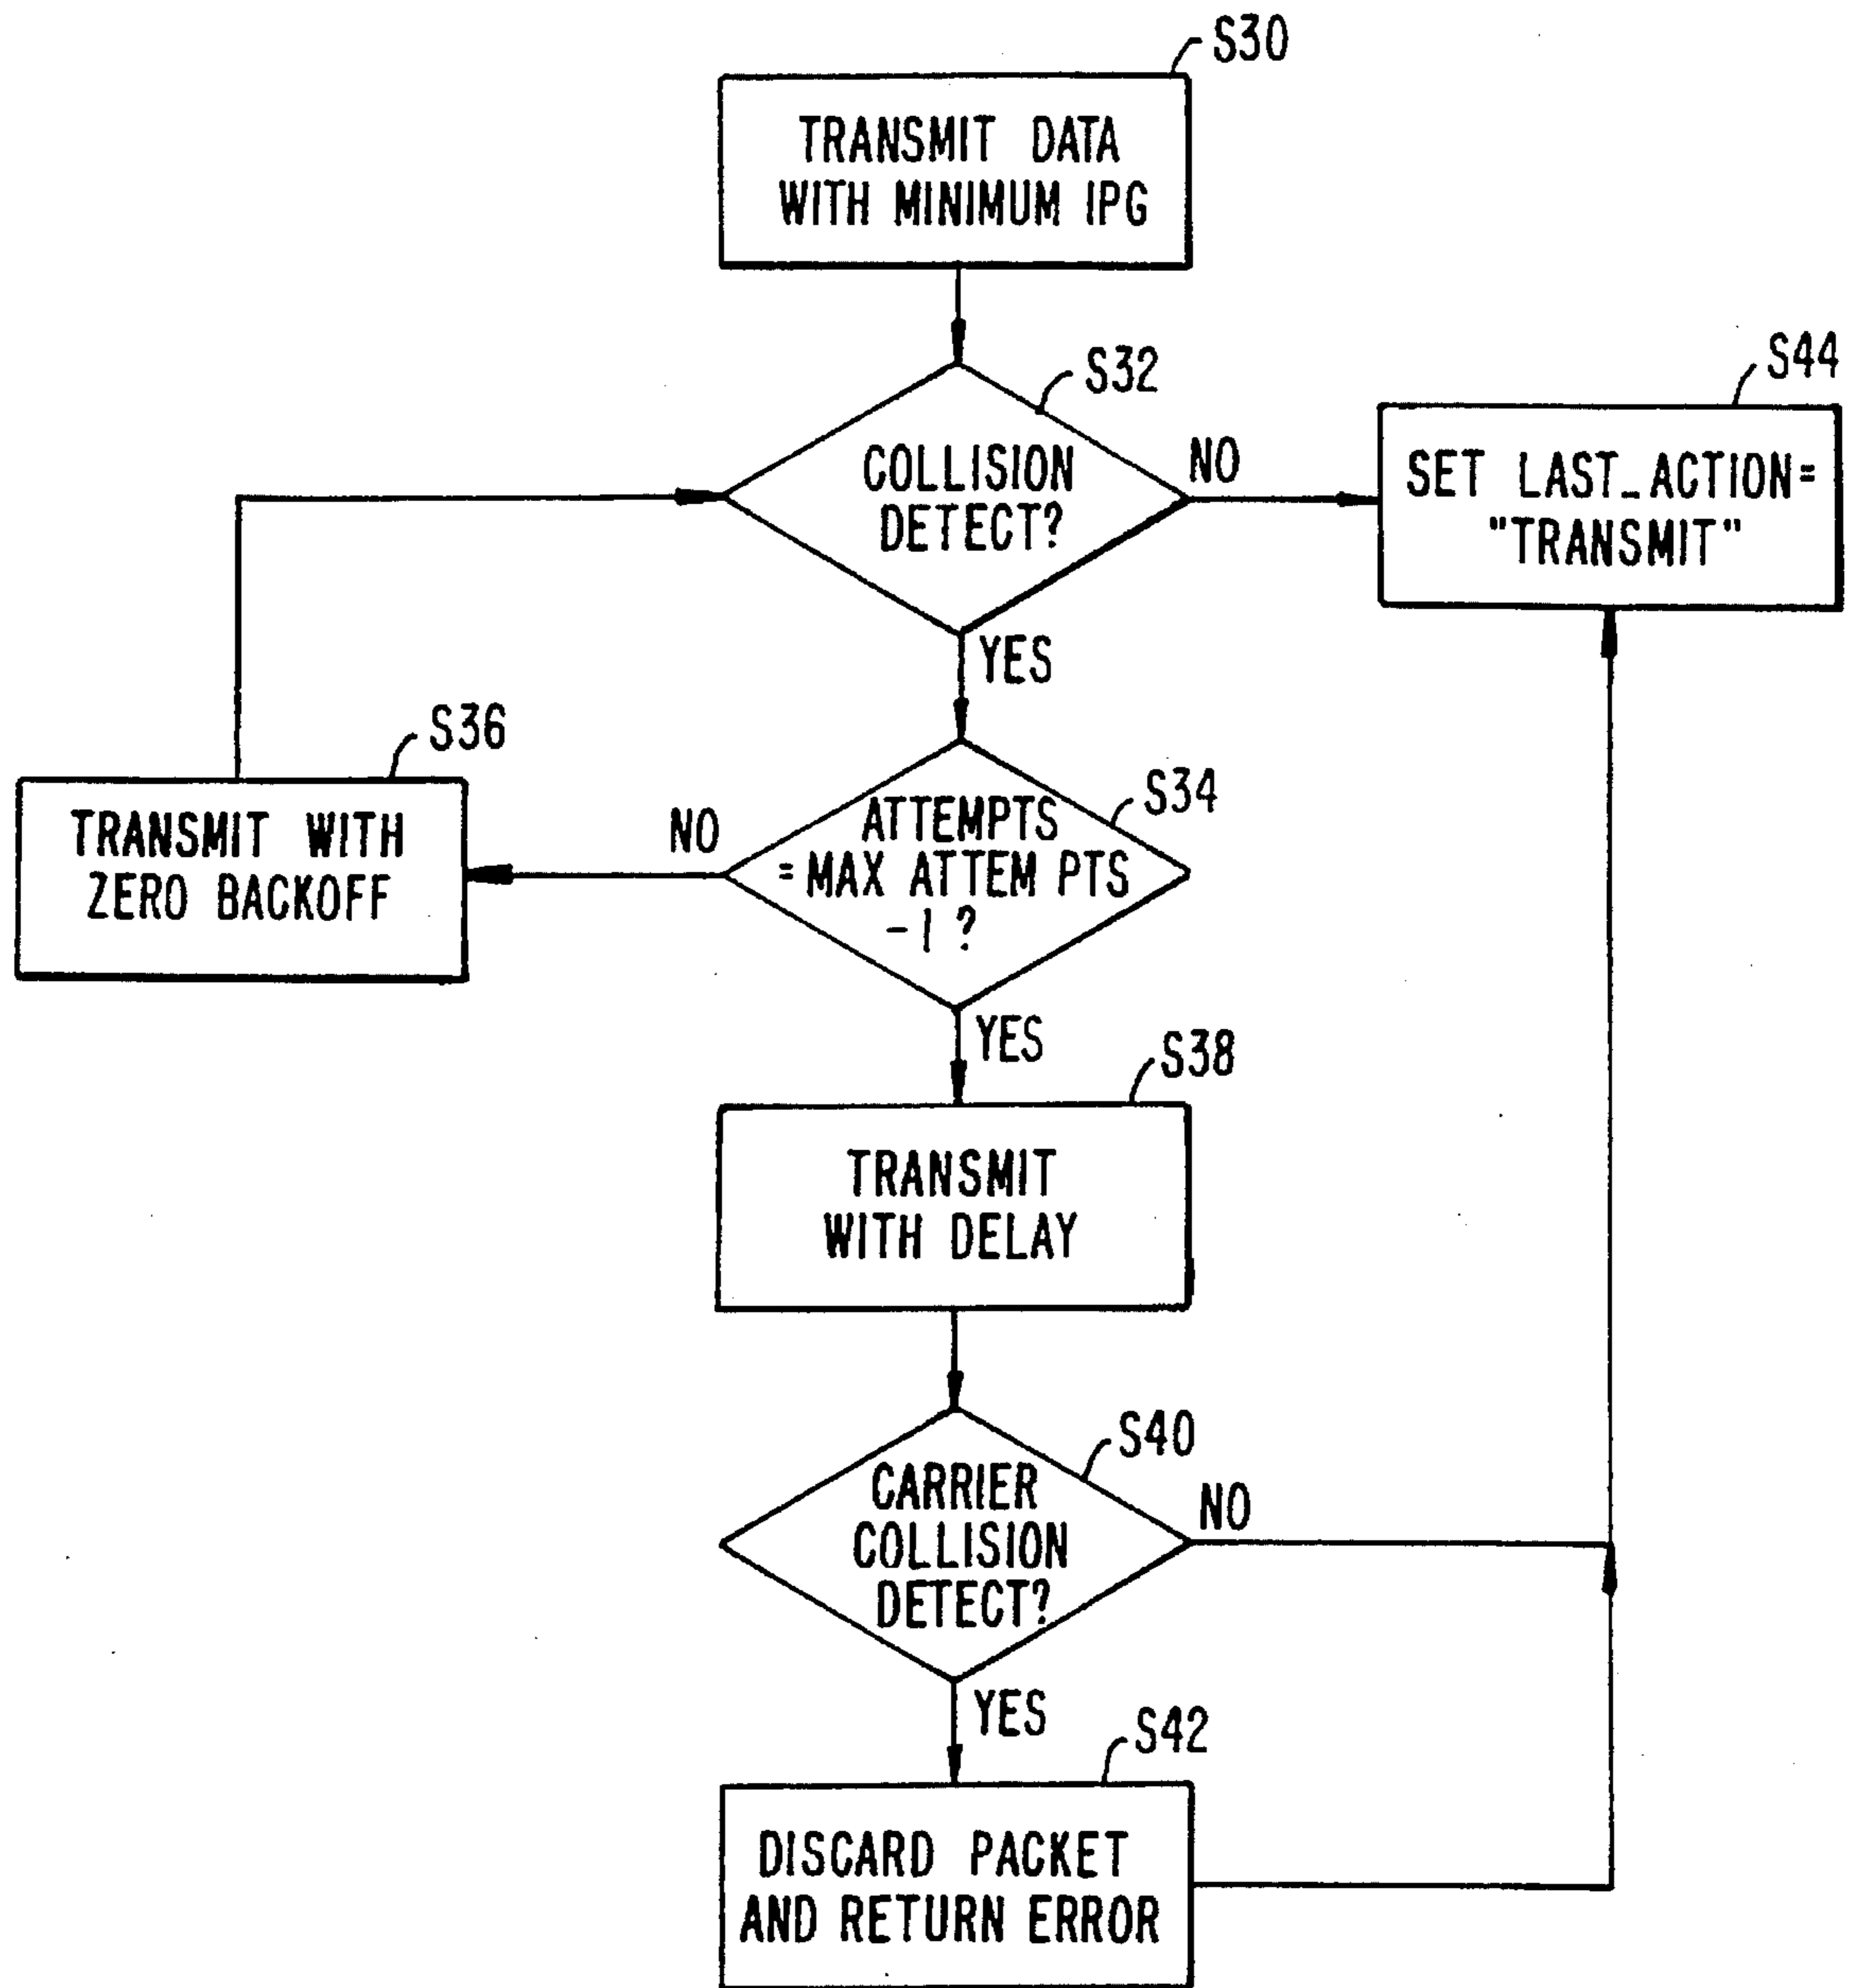 S30
TRANSMIT DATA
WITH MINIMUM IPG
S32
COLLISION
DETECT?
NO
S44
SET LAST_ACTION=
"TRANSMIT"
YES
S36
TRANSMIT WITH
ZERO BACKOFF
NO
S34
ATTEMPTS
=MAX ATTEM PTS
-1?
YES
S38
TRANSMIT
WITH DELAY
S40
CARRIER
COLLISION
DETECT?
NO
YES
S42
DISCARD PACKET
AND RETURN ERROR